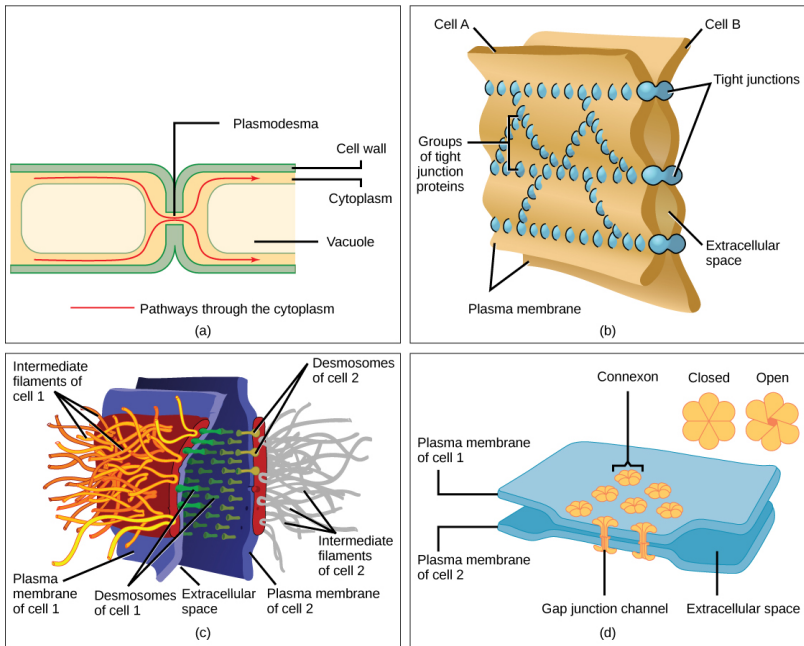 Plasmodesma
Cell wall
Cytoplasm
Vacuole
Pathways through the cytoplasm
(a)
Cell A
Cell B
Tight junctions
Groups
of tight
junction
proteins
Extracellular
space
Plasma membrane
(b)
Intermediate
filaments of
cell 1
Desmosomes
of cell 2
Intermediate
filaments of
cell 2
Plasma
membrane
of cell 1
Desmosomes
of cell 1
Extracellular
space
Plasma membrane
of cell 2
(c)
Connexon
Closed
Open
Plasma membrane
of cell 1
Plasma membrane
of cell 2
Gap junction channel
Extracellular space
(d)